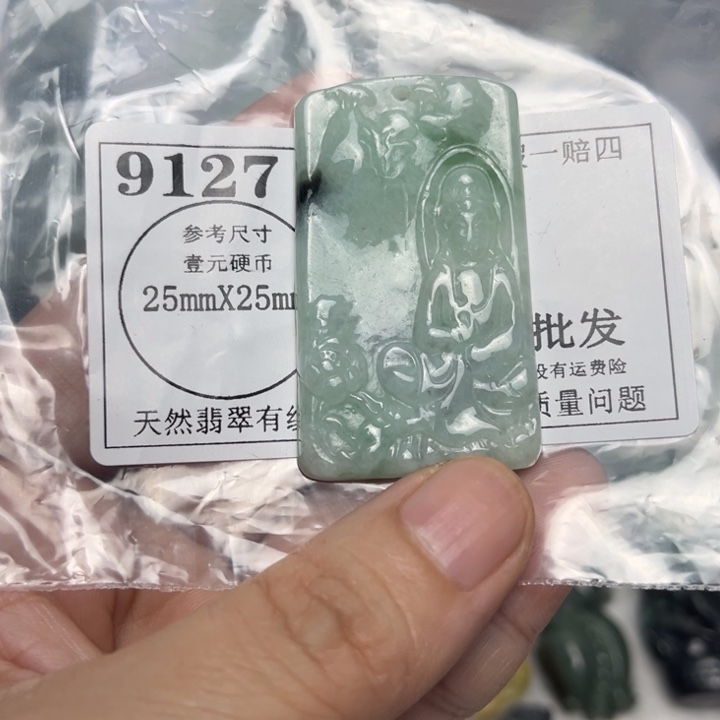 9127
参考尺寸
壹元硬币
25mmX25m
天然翡翠有
一赔四
批发
没有运费险
质量问题